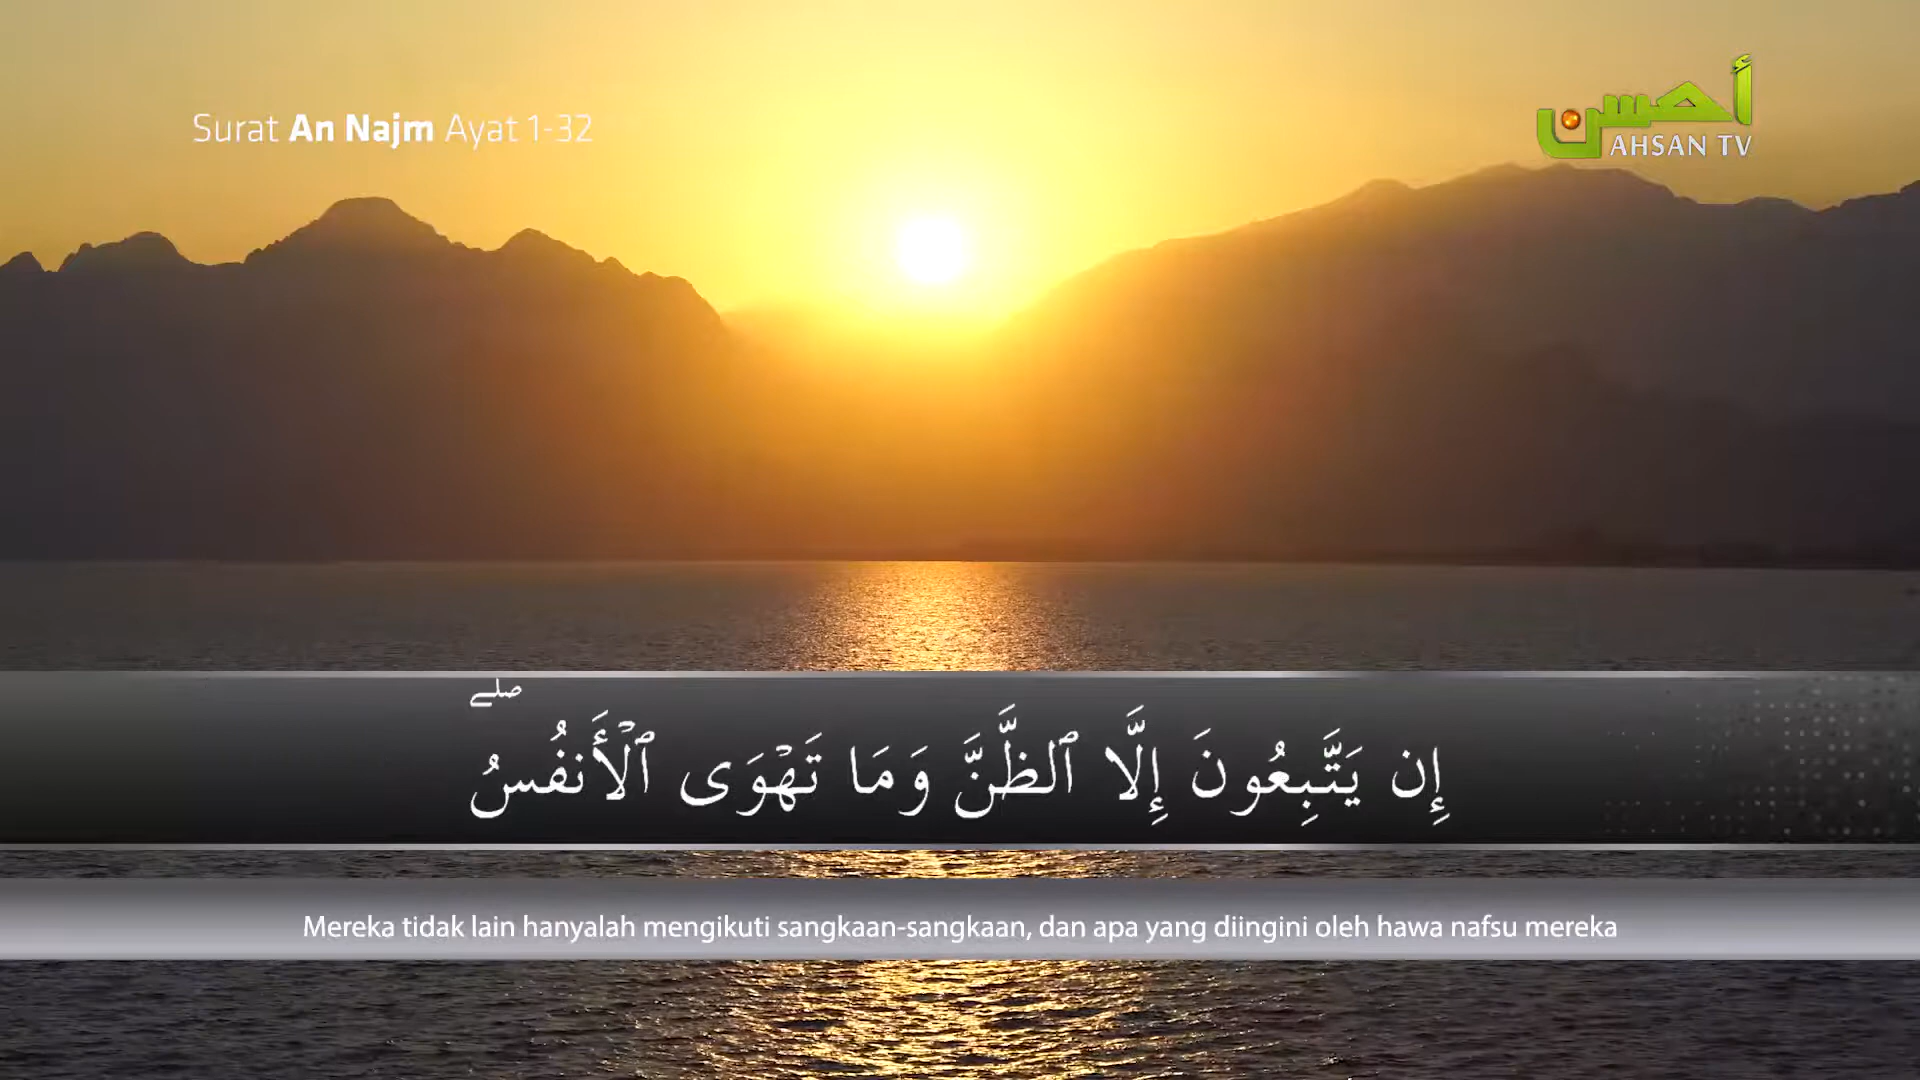 Surat An Najm Ayat 1-32
أحسن
AHSAN TV
إِن يَتَّبِعُونَ إِلَّا ٱلظَّنَّ وَمَا تَهْوَى ٱلْأَنفُسُ ۖ
Mereka tidak lain hanyalah mengikuti sangkaan-sangkaan, dan apa yang diingini oleh hawa nafsu mereka